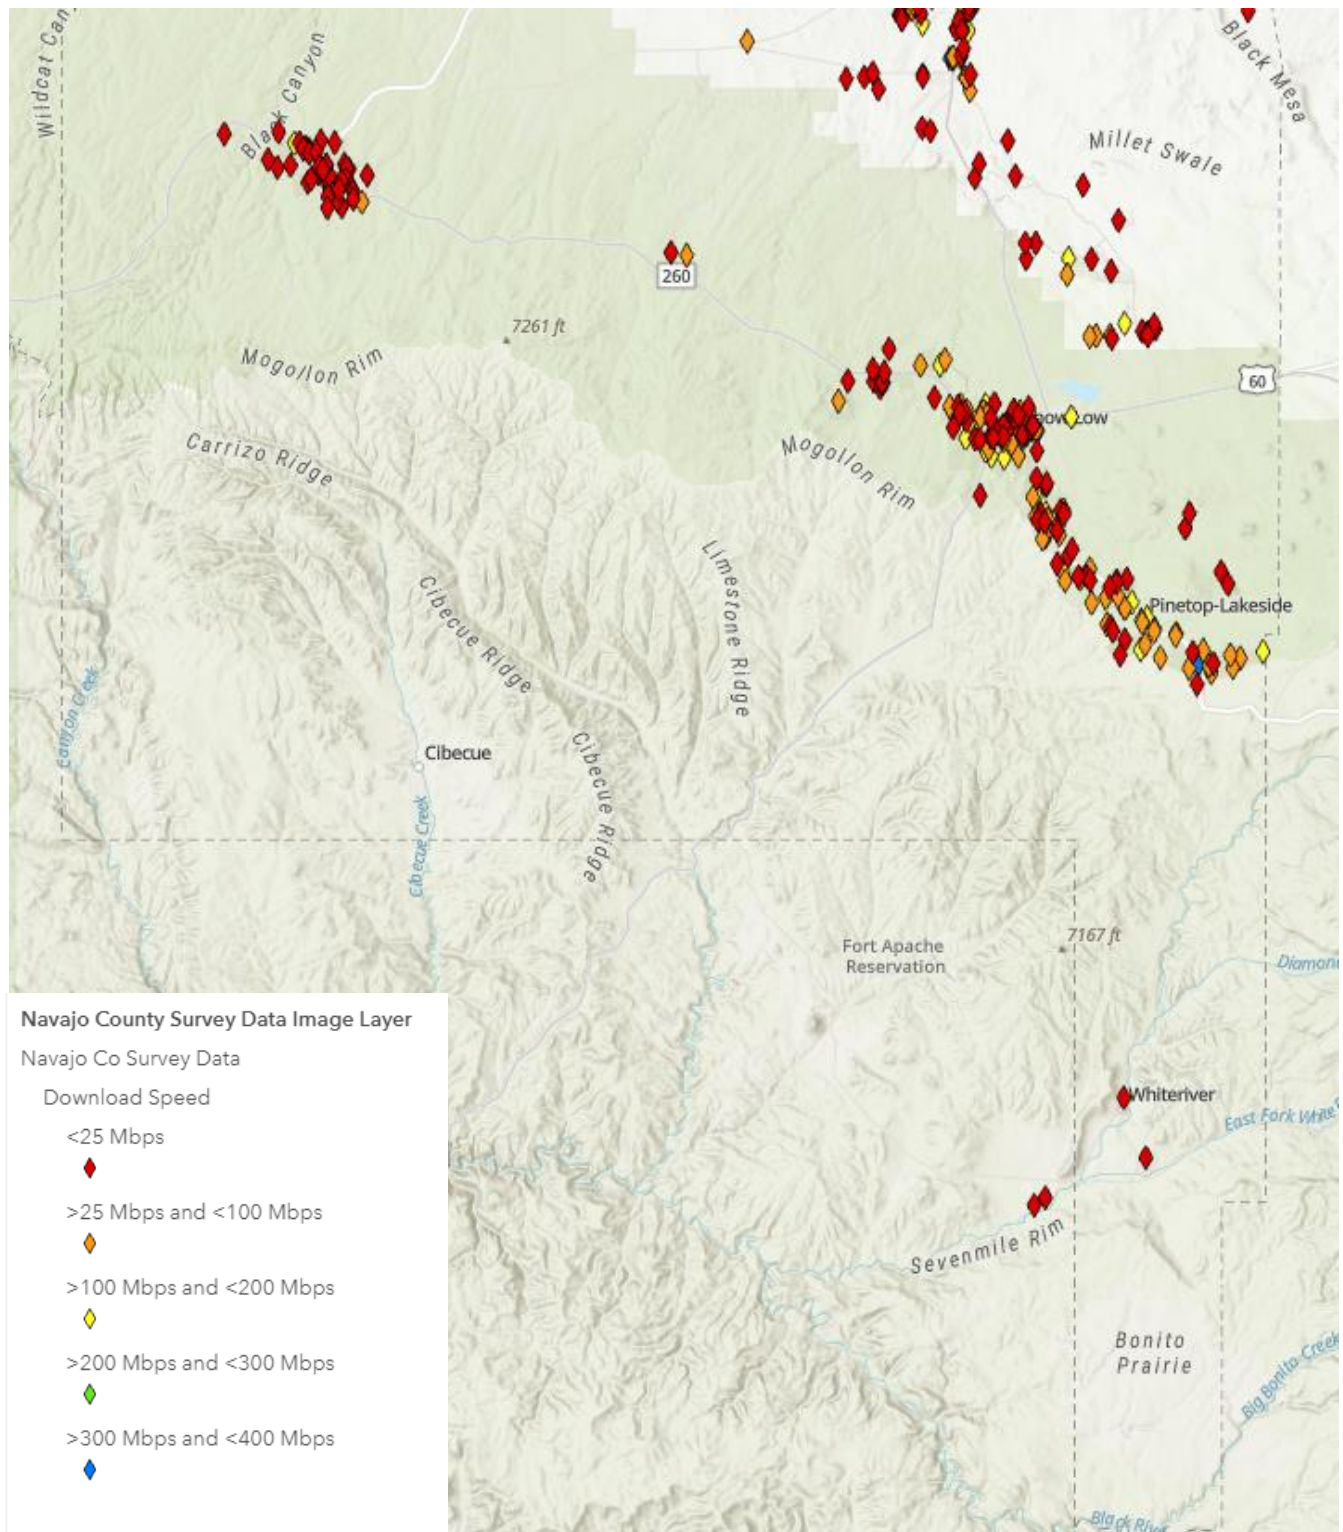 Wildcat
Black Canyon
Black Mesa
Millet Swale
260
7261 ft
Mogollon Rim
60
Low
Carrizo Ridge
Mogollon Rim
Limestone Ridge
Cibecue Ridge
Pinetop-Lakeside
Canyon Creek
Cibecue
Cibecue Ridge
Cibecue Creek
7167 ft
Fort Apache
Reservation
Navajo County Survey Data Image Layer
Navajo Co Survey Data
Download Speed
<25 Mbps
>25 Mbps and <100 Mbps
>100 Mbps and <200 Mbps
>200 Mbps and <300 Mbps
>300 Mbps and <400 Mbps
Whiteriver
East Fork White
Sevenmile Rim
Bonito
Prairie
Big Bonito Creek